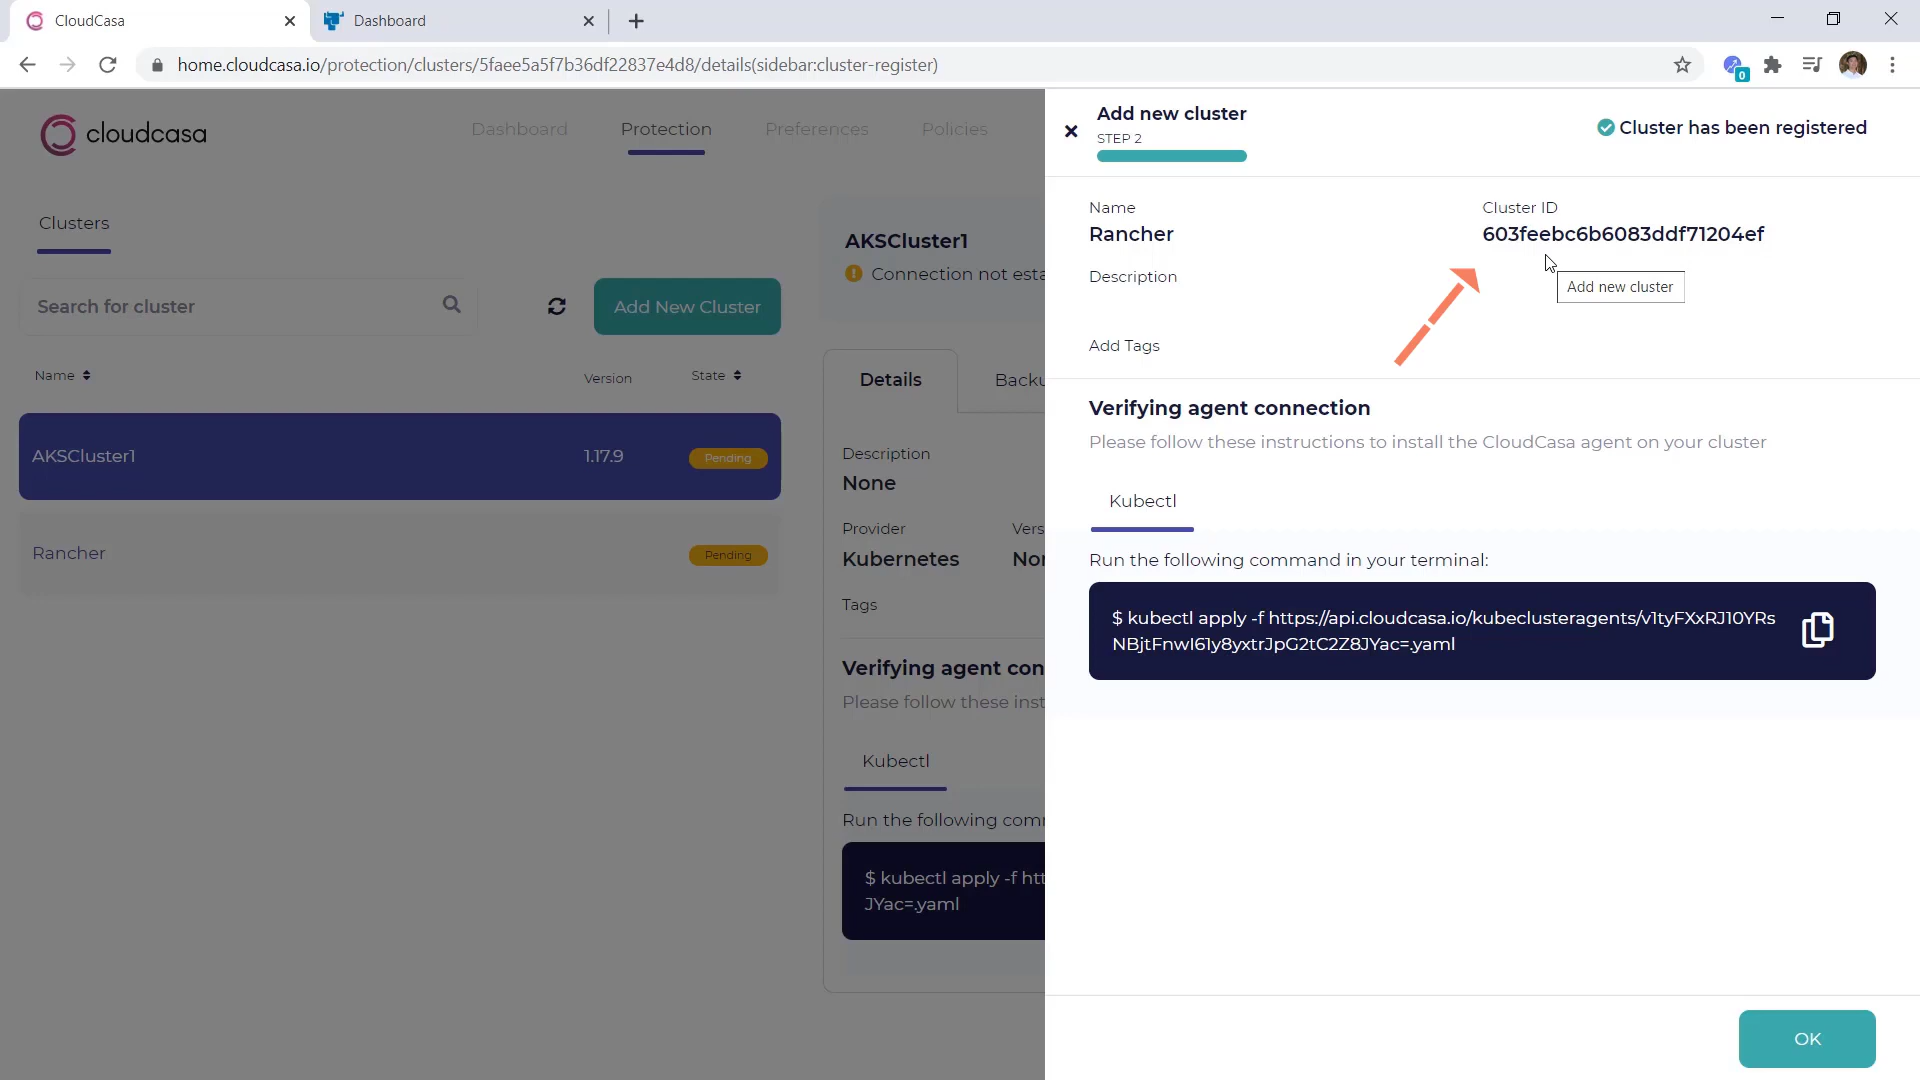 CloudCasa
Dashboard
home.cloudcasa.io/protection/clusters/5faee5a5f7b36df22837e4d8/details(sidebar:cluster-register)
0
cloudcasa
Dashboard
Protection
Preferences
Policies
Clusters
Search for cluster
Add New Cluster
Name
Version
State
AKSCluster1
1.17.9
Pending
Rancher
Pending
AKSCluster1
Connection not esta
Details
Backu
Description
None
Provider
Vers
Kubernetes
Non
Tags
Verifying agent con
Please follow these inst
Kubectl
Run the following comm
$ kubectl apply -f htt
JYac=.yaml
Add new cluster
STEP 2
Cluster has been registered
Name
Cluster ID
Rancher
603feebc6b6083ddf71204ef
Description
Add new cluster
Add Tags
Verifying agent connection
Please follow these instructions to install the CloudCasa agent on your cluster
Kubectl
Run the following command in your terminal:
$ kubectl apply -f https://api.cloudcasa.io/kubeclusteragents/v1tyFXxRJ10YRs
NBjtFnwI61y8yxtrJpG2tC2Z8JYac=.yaml
OK